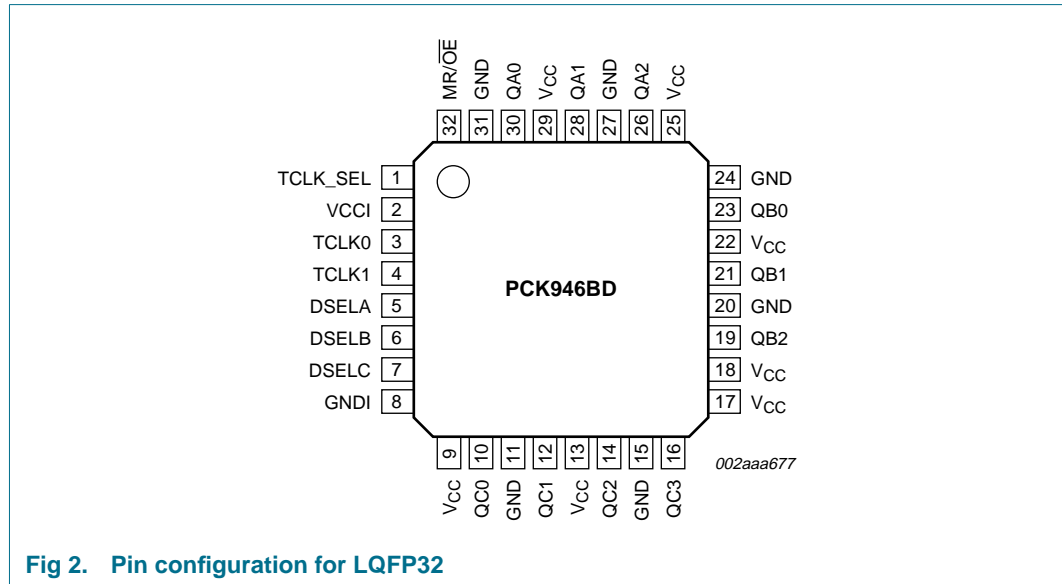 MR/OE
GND
QA0
VCC
QA1
GND
QA2
VCC
32
31
30
29
28
27
26
25
TCLK_SEL 1
VCCI 2
TCLK0 3
TCLK1 4
DSELA 5
DSELB 6
DSELC 7
GNDI 8
PCK946BD
24 GND
23 QB0
22 VCC
21 QB1
20 GND
19 QB2
18 VCC
17 VCC
9
10
11
12
13
14
15
16
VCC
QC0
GND
QC1
VCC
QC2
GND
QC3
002aaa677
Fig 2. Pin configuration for LQFP32